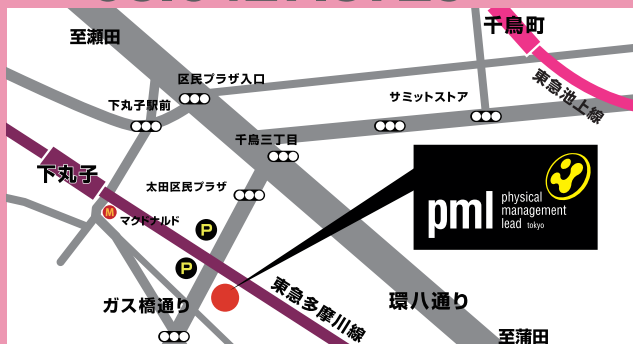 至瀬田
千鳥町
区民プラザ入口
東急池上線
下丸子駅前
サミットストア
千鳥三丁目
下丸子
太田区民プラザ
M
マクドナルド
P
P
pml
physical
management
lead tokyo
ガス橋通り
東急多摩川線
環八通り
至蒲田